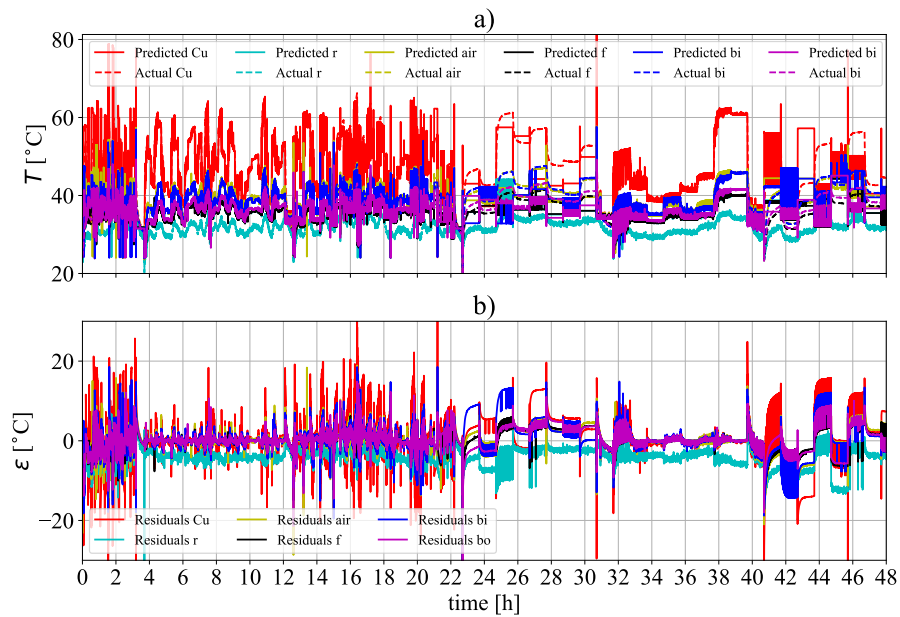 a)
Predicted Cu Predicted r Predicted air Predicted f Predicted bi Predicted bi
Actual Cu Actual r Actual air Actual f Actual bi Actual bi
80
60
40
20
T [°C]
b)
20
0
−20
ε [°C]
Residuals Cu Residuals air Residuals bi
Residuals r Residuals f Residuals bo
0 2 4 6 8 10 12 14 16 18 20 22 24 26 28 30 32 34 36 38 40 42 44 46 48
time [h]